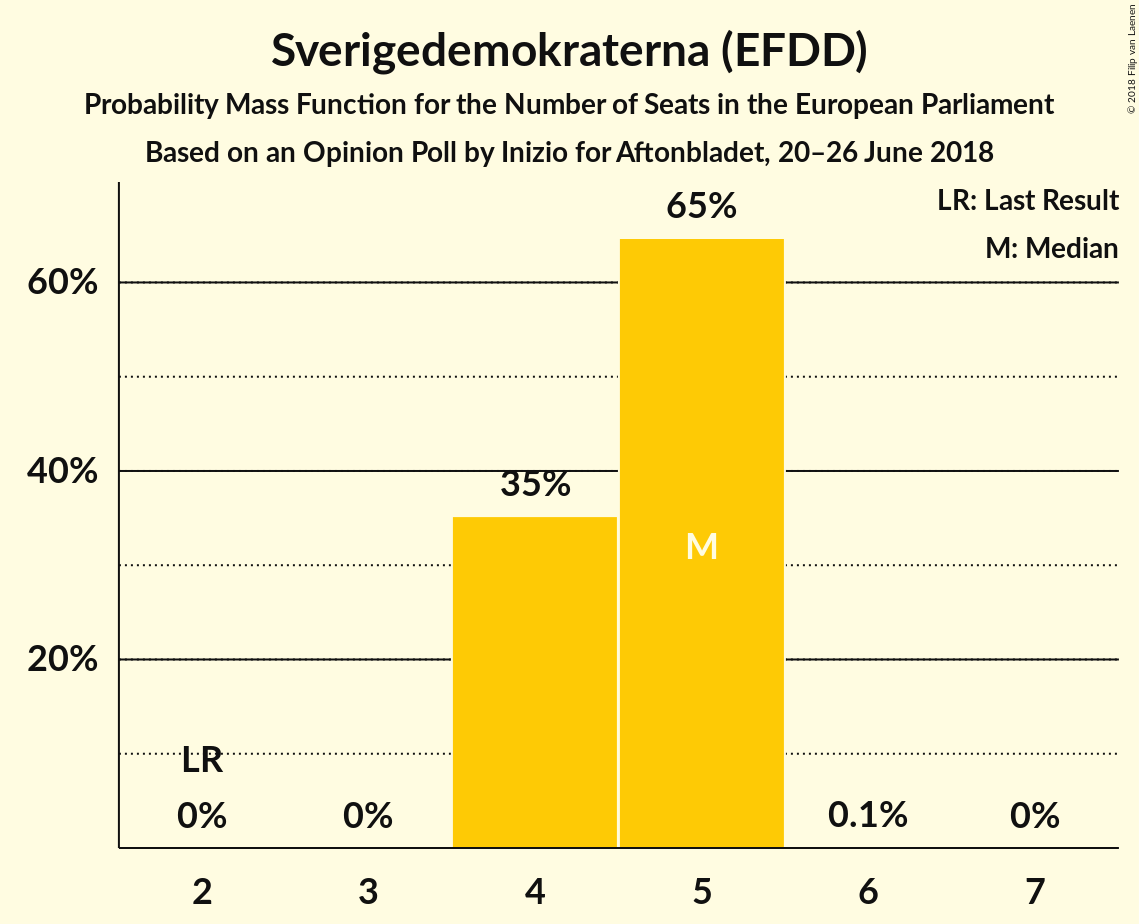 Sverigedemokraterna (EFDD)
Probability Mass Function for the Number of Seats in the European Parliament
Based on an Opinion Poll by Inizio for Aftonbladet, 20–26 June 2018
© 2018 Filip van Laenen
LR: Last Result
M: Median
65%
60%
40%
35%
M
20%
LR
0% 0% 0.1% 0%
2 3 4 5 6 7